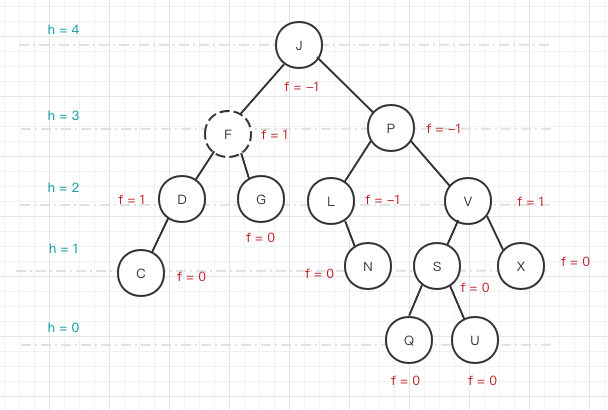 h = 4
J
f = –1
h = 3
F
f = 1
P
f = –1
h = 2
f = 1
D
G
L
f = –1
V
f = 1
f = 0
h = 1
C
f = 0
f = 0
N
S
f = 0
X
f = 0
h = 0
Q
U
f = 0
f = 0